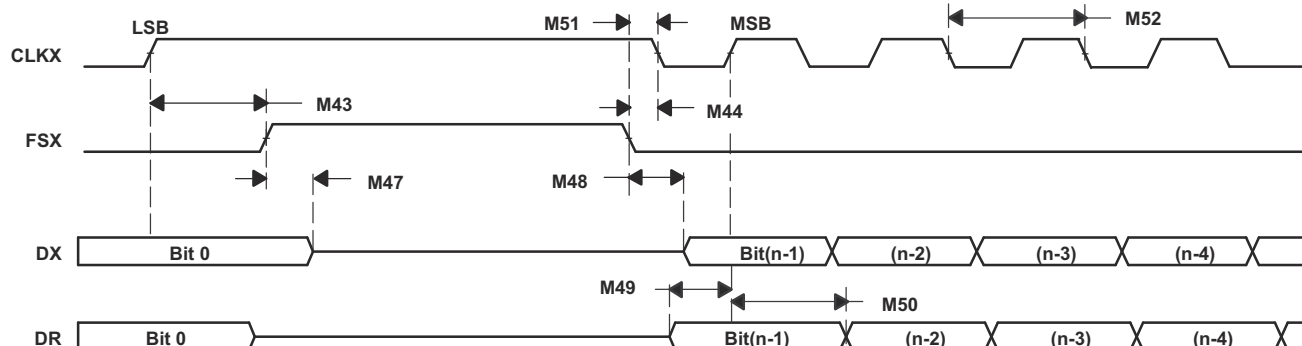 LSB M51 MSB M52
CLKX
M43 M44
FSX
M47 M48
DX Bit 0 Bit(n-1) (n-2) (n-3) (n-4)
M49 M50
DR Bit 0 Bit(n-1) (n-2) (n-3) (n-4)